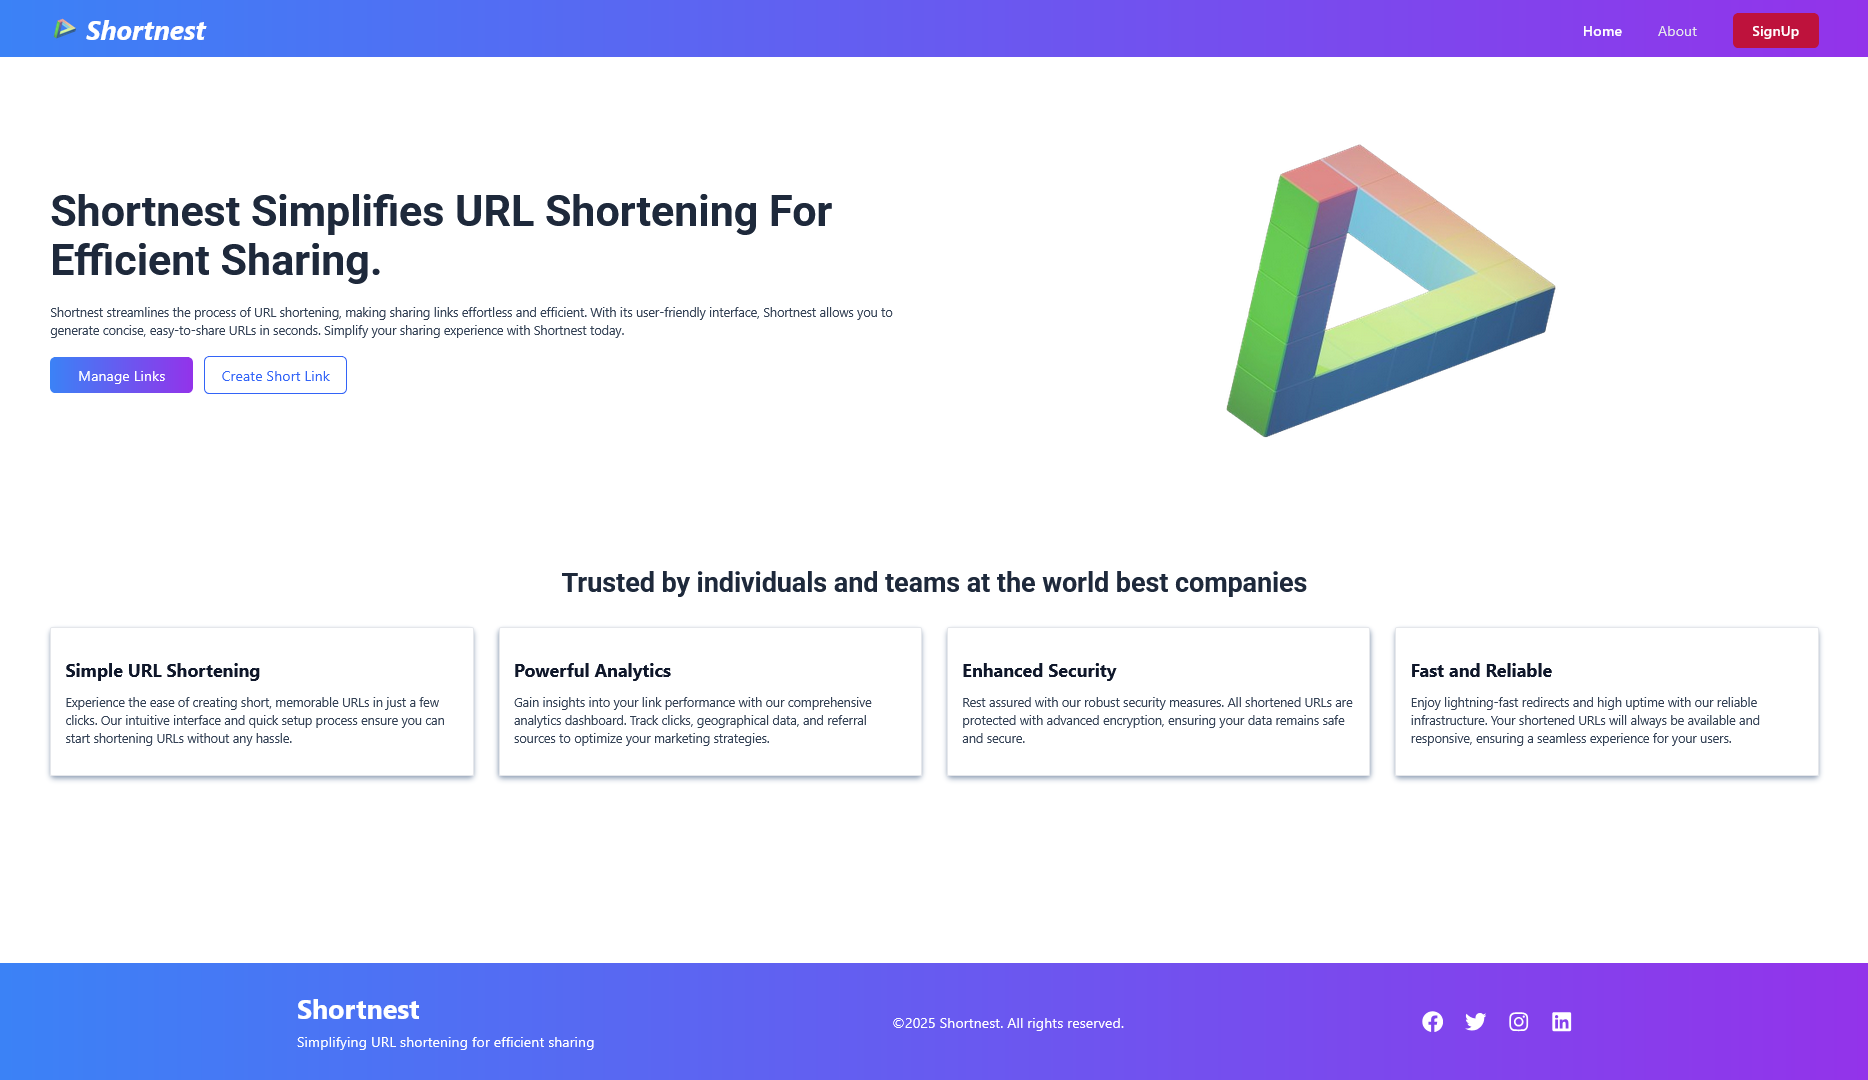 Shortnest
Home
About
SignUp
Shortnest Simplifies URL Shortening For
Efficient Sharing.
Shortnest streamlines the process of URL shortening, making sharing links effortless and efficient. With its user-friendly interface, Shortnest allows you to
generate concise, easy-to-share URLs in seconds. Simplify your sharing experience with Shortnest today.
Manage Links
Create Short Link
Trusted by individuals and teams at the world best companies
Simple URL Shortening
Experience the ease of creating short, memorable URLs in just a few
clicks. Our intuitive interface and quick setup process ensure you can
start shortening URLs without any hassle.
Powerful Analytics
Gain insights into your link performance with our comprehensive
analytics dashboard. Track clicks, geographical data, and referral
sources to optimize your marketing strategies.
Enhanced Security
Rest assured with our robust security measures. All shortened URLs are
protected with advanced encryption, ensuring your data remains safe
and secure.
Fast and Reliable
Enjoy lightning-fast redirects and high uptime with our reliable
infrastructure. Your shortened URLs will always be available and
responsive, ensuring a seamless experience for your users.
Shortnest
Simplifying URL shortening for efficient sharing
©2025 Shortnest. All rights reserved.